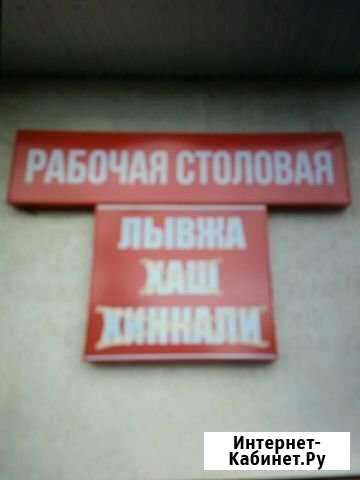 РАБОЧАЯ СТОЛОВАЯ
ЛЫВЖА
ХАШ
ХИНКАЛИ
Интернет-
Кабинет.Ру